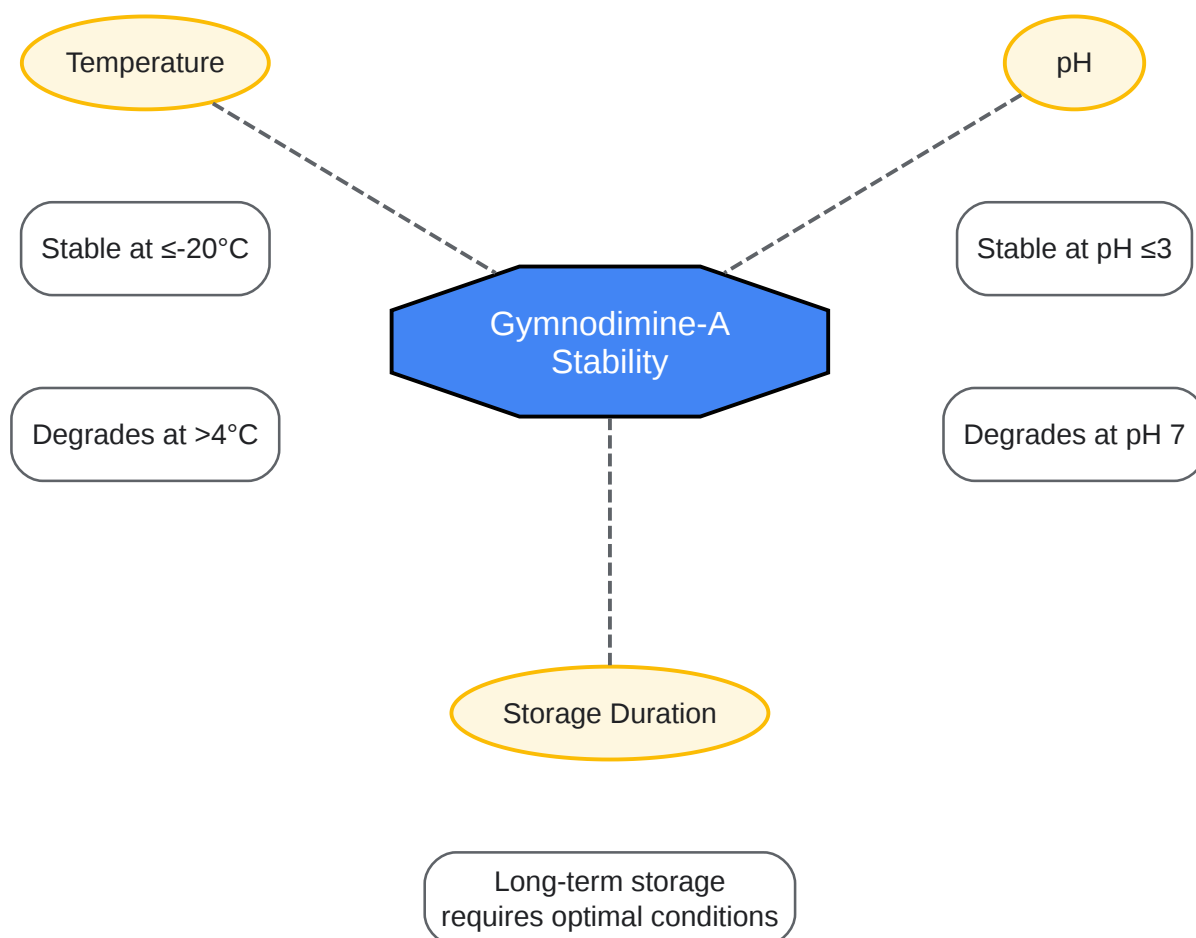 Temperature
pH
Stable at ≤-20°C
Stable at pH ≤3
Gymnodimine-A
Stability
Degrades at >4°C
Degrades at pH 7
Storage Duration
Long-term storage
requires optimal conditions